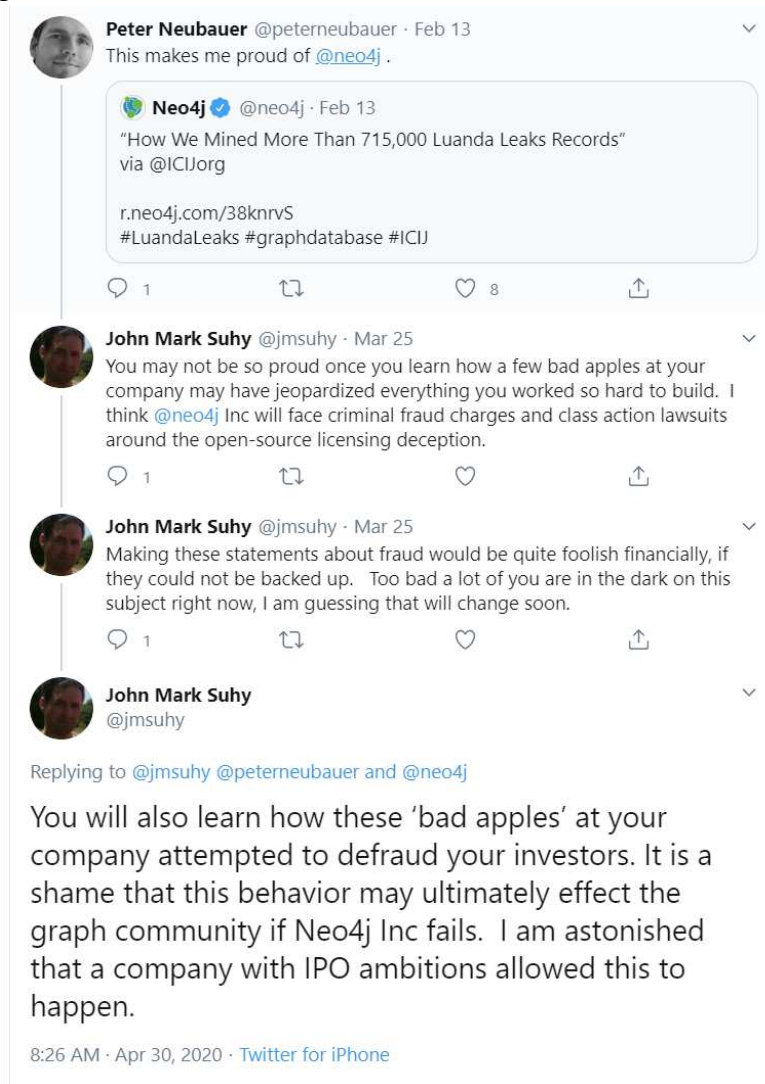 Peter Neubauer @peterneubauer · Feb 13
This makes me proud of @neo4j .
Neo4j @neo4j · Feb 13
“How We Mined More Than 715,000 Luanda Leaks Records”
via @ICIJorg
r.neo4j.com/38knrvS
#LuandaLeaks #graphdatabase #ICIJ
1 8
John Mark Suhy @jmsuhy · Mar 25
You may not be so proud once you learn how a few bad apples at your
company may have jeopardized everything you worked so hard to build.  I
think @neo4j Inc will face criminal fraud charges and class action lawsuits
around the open-source licensing deception.
1
John Mark Suhy @jmsuhy · Mar 25
Making these statements about fraud would be quite foolish financially, if
they could not be backed up.   Too bad a lot of you are in the dark on this
subject right now, I am guessing that will change soon.
1
John Mark Suhy
@jmsuhy
Replying to @jmsuhy @peterneubauer and @neo4j
You will also learn how these ‘bad apples’ at your
company attempted to defraud your investors. It is a
shame that this behavior may ultimately effect the
graph community if Neo4j Inc fails.  I am astonished
that a company with IPO ambitions allowed this to
happen.
8:26 AM · Apr 30, 2020 · Twitter for iPhone